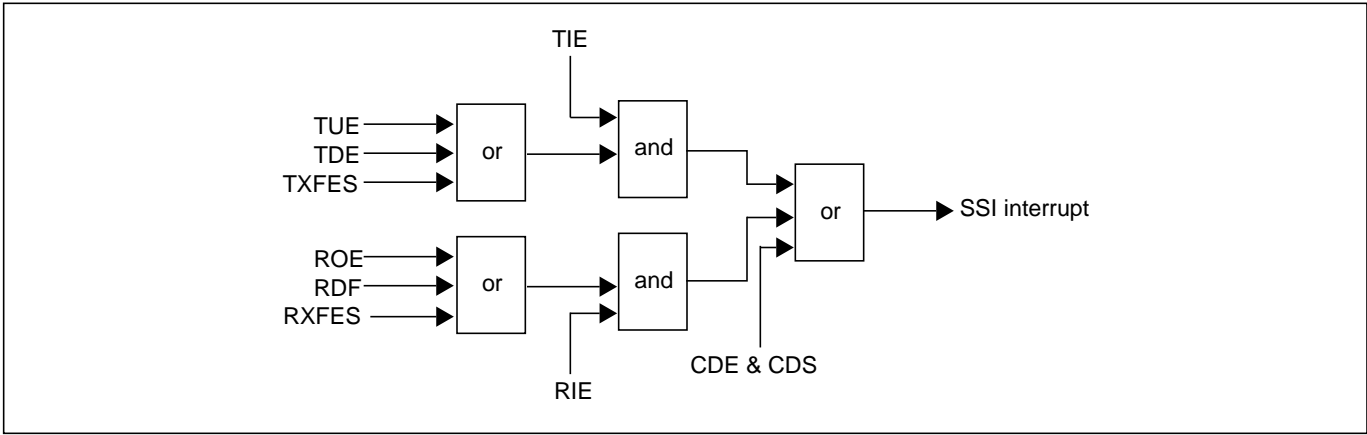 TIE
TUE
TDE
TXFES
or
and
or
SSI interrupt
ROE
RDF
RXFES
or
and
CDE & CDS
RIE